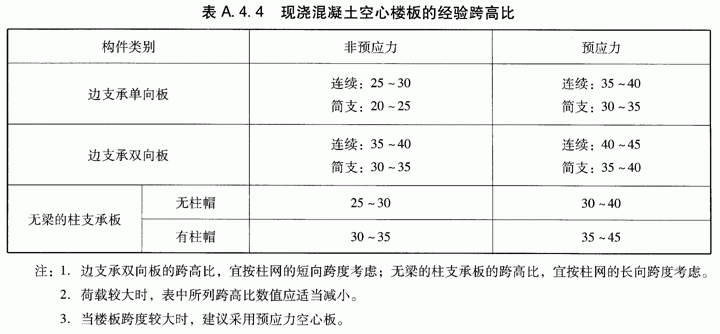 表 A.4.4 现浇混凝土空心楼板的经验跨高比
构件类别 非预应力 预应力
边支承单向板 连续：25～30 连续：35～40
简支：20～25 简支：30～35
边支承双向板 连续：35～40 连续：40～45
简支：30～35 简支：35～40
无梁的柱支承板 无柱帽 25～30 30～40
有柱帽 30～35 35～45
注：1. 边支承双向板的跨高比，宜按柱网的短向跨度考虑；无梁的柱支承板的跨高比，宜按柱网的长向跨度考虑。
2. 荷载较大时，表中所列跨高比数值应适当减小。
3. 当楼板跨度较大时，建议采用预应力空心板。